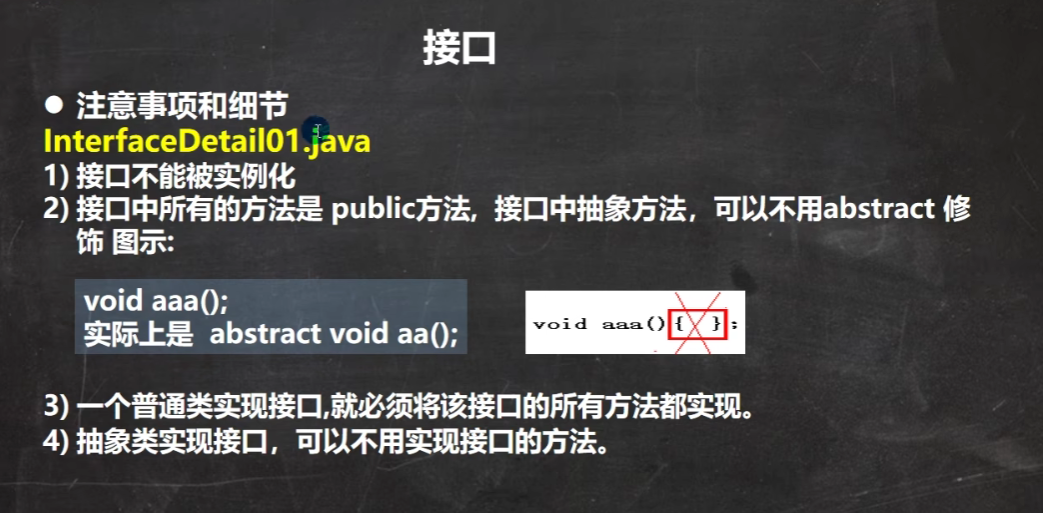 接口
● 注意事项和细节
InterfaceDetail01.java
1) 接口不能被实例化
2) 接口中所有的方法是 public方法, 接口中抽象方法，可以不用abstract 修
饰 图示:
void aaa();
实际上是 abstract void aa();
void aaa(){ };
3) 一个普通类实现接口,就必须将该接口的所有方法都实现。
4) 抽象类实现接口，可以不用实现接口的方法。